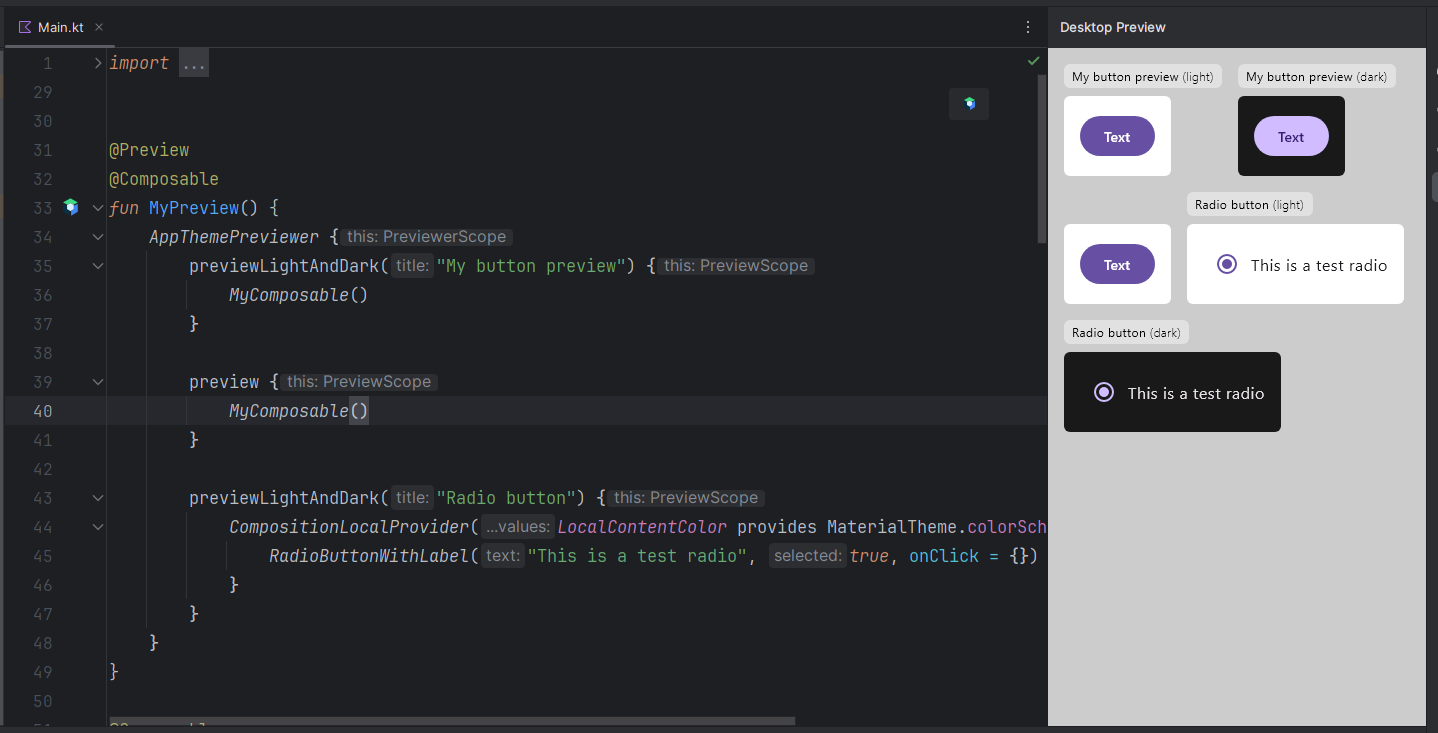 Main.kt
Desktop Preview
1 import ...
29
30
31 @Preview
32 @Composable
33 fun MyPreview() {
34 AppThemePreviewer { this: PreviewerScope
35 previewLightAndDark( title: "My button preview") { this: PreviewScope
36 MyComposable()
37 }
38
39 preview { this: PreviewScope
40 MyComposable()
41 }
42
43 previewLightAndDark( title: "Radio button") { this: PreviewScope
44 CompositionLocalProvider( ...values: LocalContentColor provides MaterialTheme.colorSch
45 RadioButtonWithLabel( text: "This is a test radio", selected: true, onClick = {})
46 }
47 }
48 }
49 }
50
My button preview (light)
My button preview (dark)
Text
Text
Radio button (light)
Text
This is a test radio
Radio button (dark)
This is a test radio